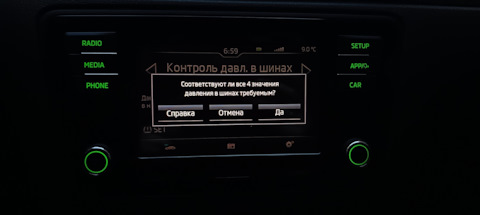 RADIO
MEDIA
PHONE
6:59
9.0 °C
Контроль давл. в шинах
Соответствуют ли все 4 значения
давления в шинах требуемым?
Справка Отмена Да
SET
SETUP
APP/
CAR